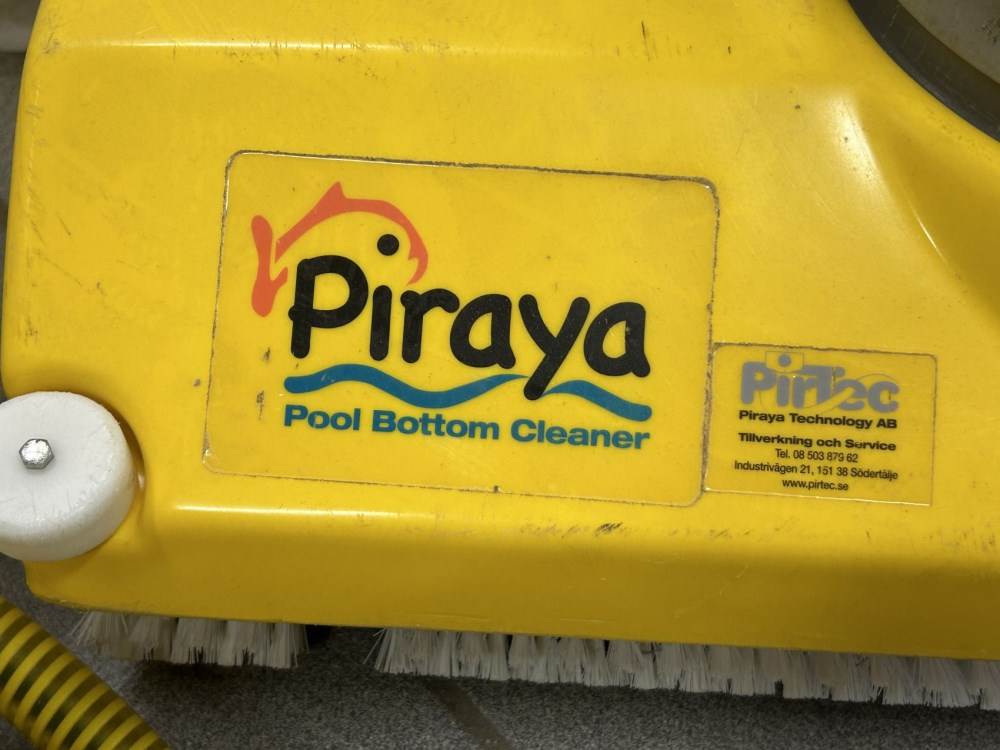 Piraya
Pool Bottom Cleaner
PirTec
Piraya Technology AB
Tillverkning och Service
Tel. 08 503 879 62
Industrivägen 21, 151 38 Södertälje
www.pirtec.se